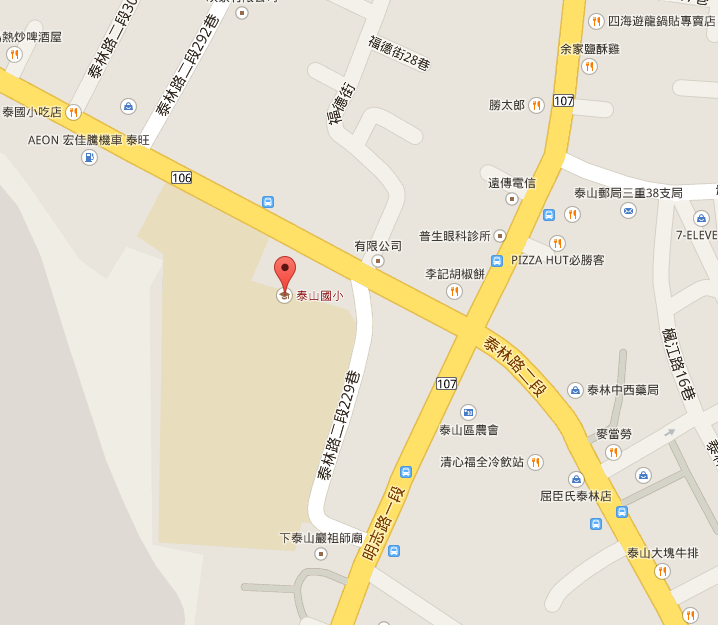 熱炒啤酒屋
泰林路二段30
泰林路二段292巷
福德街28巷
四海遊龍鍋貼專賣店
余家鹽酥雞
福德街
勝太郎
107
泰國小吃店
AEON 宏佳騰機車 泰旺
106
遠傳電信
泰山郵局三重38支局
普生眼科診所
7-ELEVE
有限公司
PIZZA HUT必勝客
李記胡椒餅
泰山國小
泰林路二段
楓江路16巷
107
泰林中西藥局
泰林路二段229巷
泰山區農會
麥當勞
清心福全冷飲站
屈臣氏泰林店
明志路一段
下泰山巖祖師廟
泰山大塊牛排